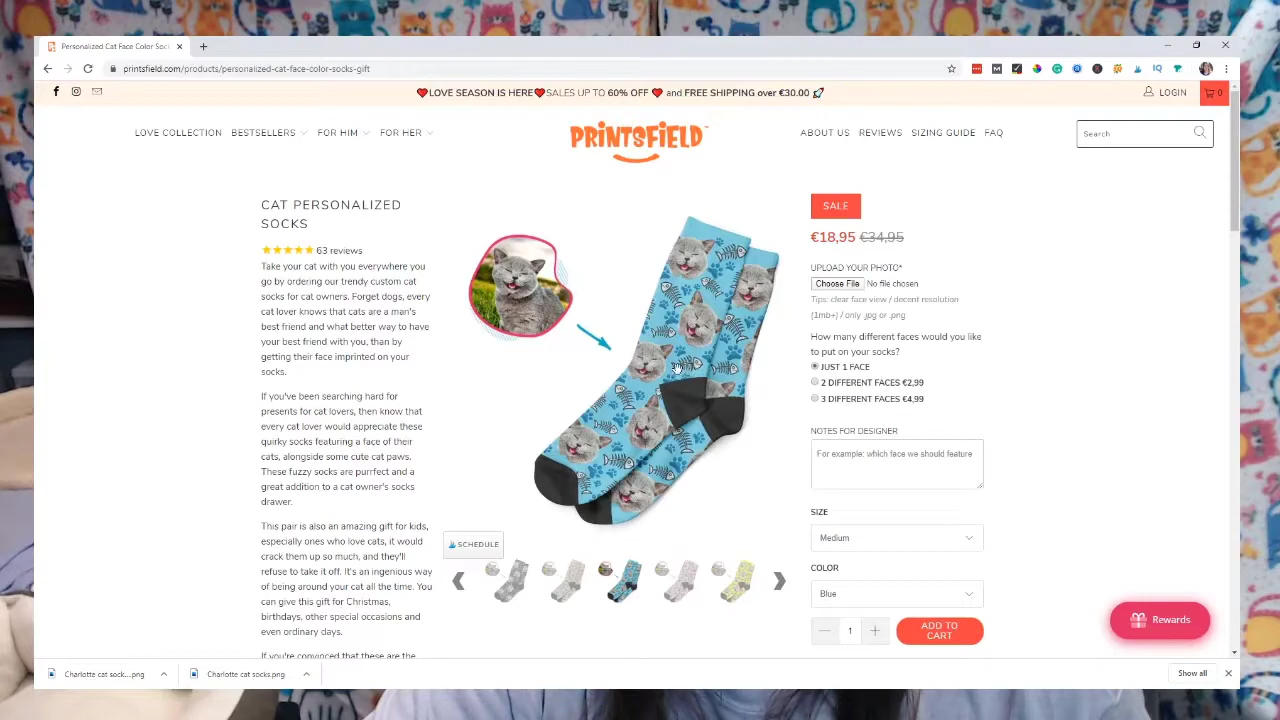 Personalized Cat Face Color Soc
printsfield.com/products/personalized-cat-face-color-socks-gift
LOVE SEASON IS HERE SALES UP TO 60% OFF and FREE SHIPPING over €30.00
LOGIN
0
LOVE COLLECTION BESTSELLERS FOR HIM FOR HER
PRINTSFIELD
ABOUT US REVIEWS SIZING GUIDE FAQ
Search
CAT PERSONALIZED
SOCKS
63 reviews
Take your cat with you everywhere you
go by ordering our trendy custom cat
socks for cat owners. Forget dogs, every
cat lover knows that cats are a man's
best friend and what better way to have
your best friend with you, than by
getting their face imprinted on your
socks.
If you've been searching hard for
presents for cat lovers, then know that
every cat lover would appreciate these
quirky socks featuring a face of their
cats, alongside some cute cat paws.
These fuzzy socks are purrfect and a
great addition to a cat owner's socks
drawer.
This pair is also an amazing gift for kids,
especially ones who love cats, it would
crack them up so much, and they'll
refuse to take it off. It's an ingenious way
of being around your cat all the time. You
can give this gift for Christmas,
birthdays, other special occasions and
even ordinary days.
If you're convinced that these are the
SCHEDULE
SALE
€18,95 €34,95
UPLOAD YOUR PHOTO*
Choose File No file chosen
Tips: clear face view / decent resolution
(1mb+) / only .jpg or .png
How many different faces would you like
to put on your socks?
JUST 1 FACE
2 DIFFERENT FACES €2,99
3 DIFFERENT FACES €4,99
NOTES FOR DESIGNER
For example: which face we should feature
SIZE
Medium
COLOR
Blue
1
ADD TO
CART
Rewards
Charlotte cat sock....png
Charlotte cat socks.png
Show all